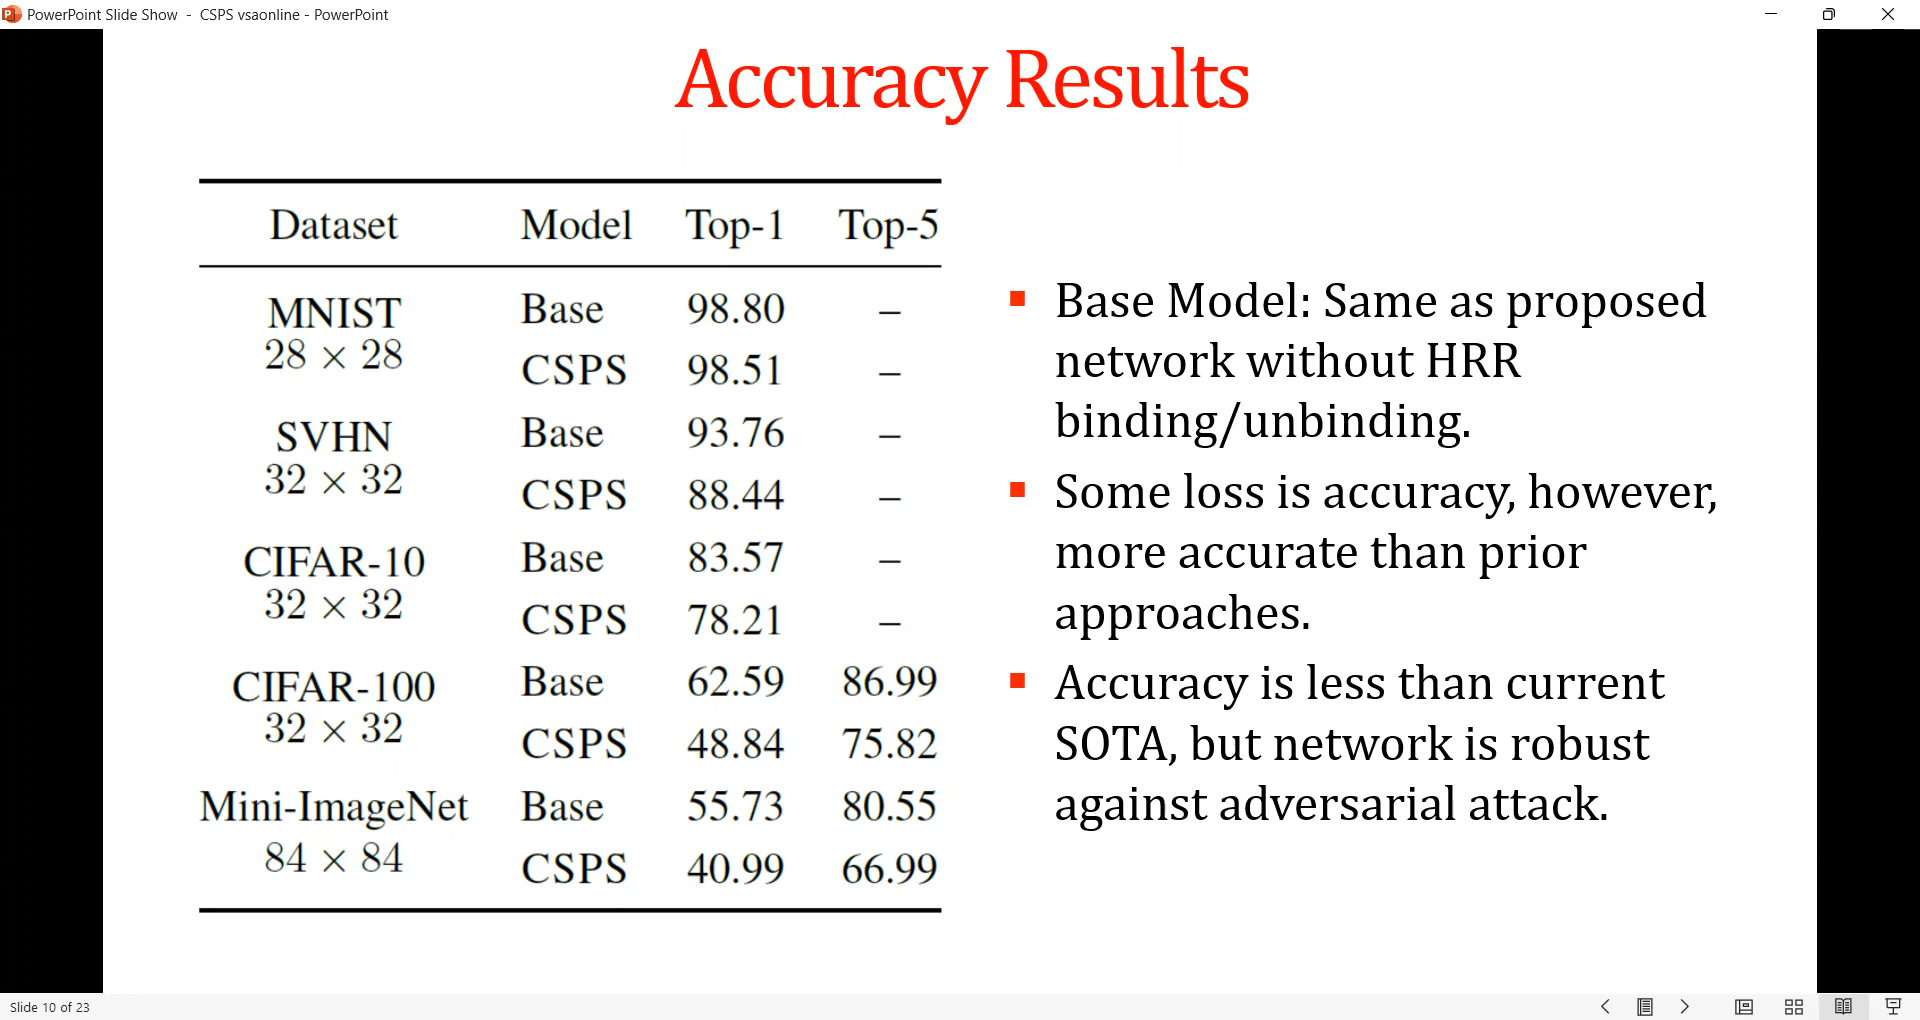 PowerPoint Slide Show - CSPS vsaonline - PowerPoint
Accuracy Results
Dataset Model Top-1 Top-5
MNIST
28 × 28
Base 98.80 –
CSPS 98.51 –
SVHN
32 × 32
Base 93.76 –
CSPS 88.44 –
CIFAR-10
32 × 32
Base 83.57 –
CSPS 78.21 –
CIFAR-100
32 × 32
Base 62.59 86.99
CSPS 48.84 75.82
Mini-ImageNet
84 × 84
Base 55.73 80.55
CSPS 40.99 66.99
Base Model: Same as proposed
network without HRR
binding/unbinding.
Some loss is accuracy, however,
more accurate than prior
approaches.
Accuracy is less than current
SOTA, but network is robust
against adversarial attack.
Slide 10 of 23